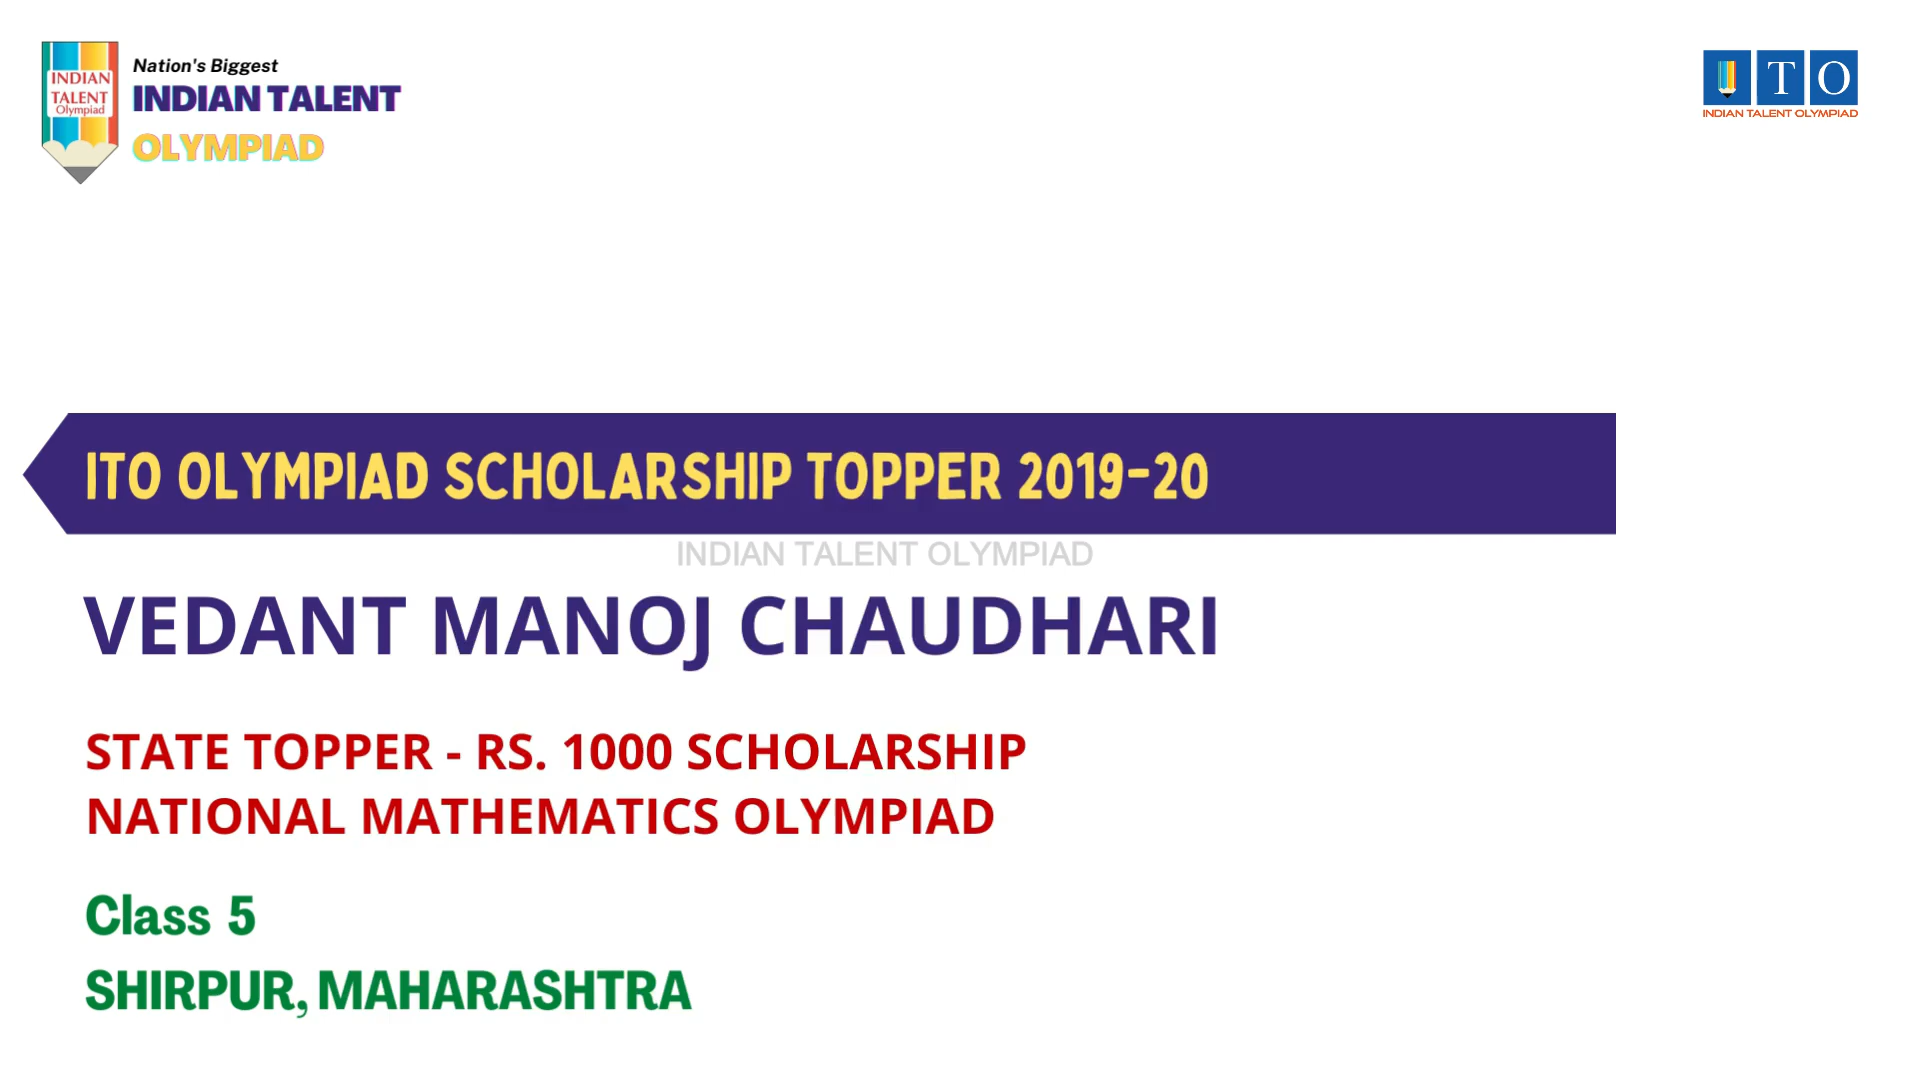 Nation's Biggest
INDIAN TALENT
OLYMPIAD
INDIAN
TALENT
Olympiad
T O
INDIAN TALENT OLYMPIAD
ITO OLYMPIAD SCHOLARSHIP TOPPER 2019-20
INDIAN TALENT OLYMPIAD
VEDANT MANOJ CHAUDHARI
STATE TOPPER - RS. 1000 SCHOLARSHIP
NATIONAL MATHEMATICS OLYMPIAD
Class 5
SHIRPUR, MAHARASHTRA